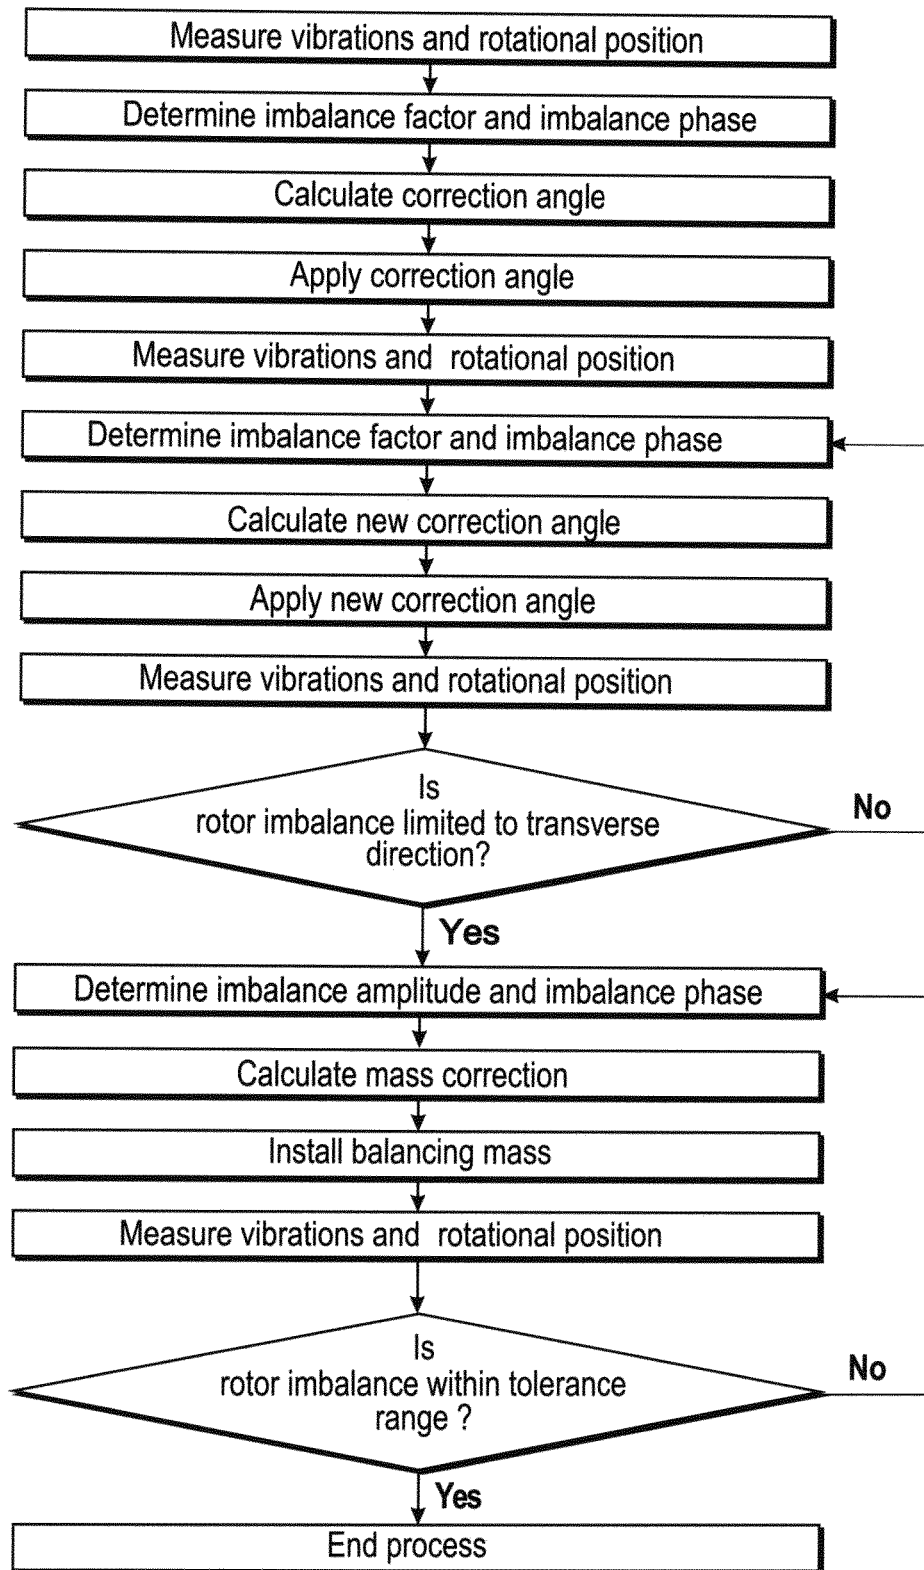 Measure vibrations and rotational position
Determine imbalance factor and imbalance phase
Calculate correction angle
Apply correction angle
Measure vibrations and rotational position
Determine imbalance factor and imbalance phase
Calculate new correction angle
Apply new correction angle
Measure vibrations and rotational position
Is
rotor imbalance limited to transverse
direction?
No
Yes
Determine imbalance amplitude and imbalance phase
Calculate mass correction
Install balancing mass
Measure vibrations and rotational position
Is
rotor imbalance within tolerance
range ?
No
Yes
End process